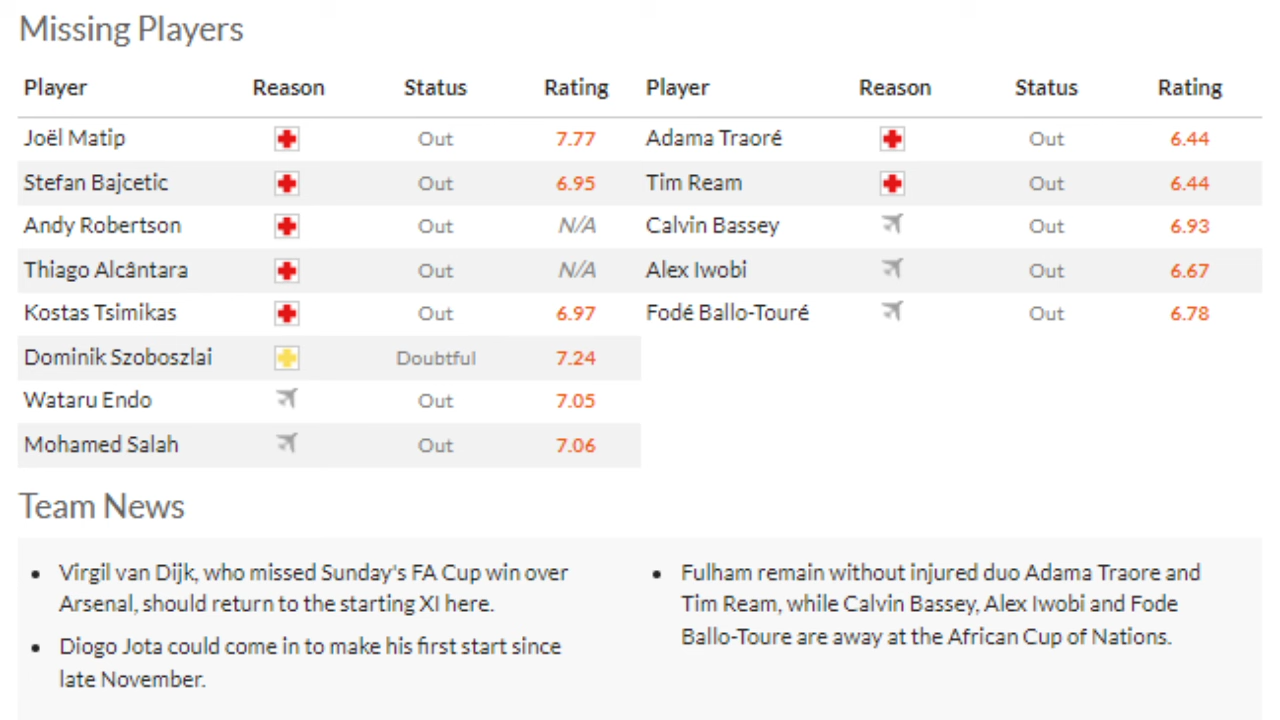 Missing Players
Player Reason Status Rating Player Reason Status Rating
Joël Matip Out 7.77 Adama Traoré Out 6.44
Stefan Bajcetic Out 6.95 Tim Ream Out 6.44
Andy Robertson Out N/A Calvin Bassey Out 6.93
Thiago Alcântara Out N/A Alex Iwobi Out 6.67
Kostas Tsimikas Out 6.97 Fodé Ballo-Touré Out 6.78
Dominik Szoboszlai Doubtful 7.24
Wataru Endo Out 7.05
Mohamed Salah Out 7.06
Team News
• Virgil van Dijk, who missed Sunday's FA Cup win over
Arsenal, should return to the starting XI here.
• Diogo Jota could come in to make his first start since
late November.
• Fulham remain without injured duo Adama Traore and
Tim Ream, while Calvin Bassey, Alex Iwobi and Fode
Ballo-Toure are away at the African Cup of Nations.